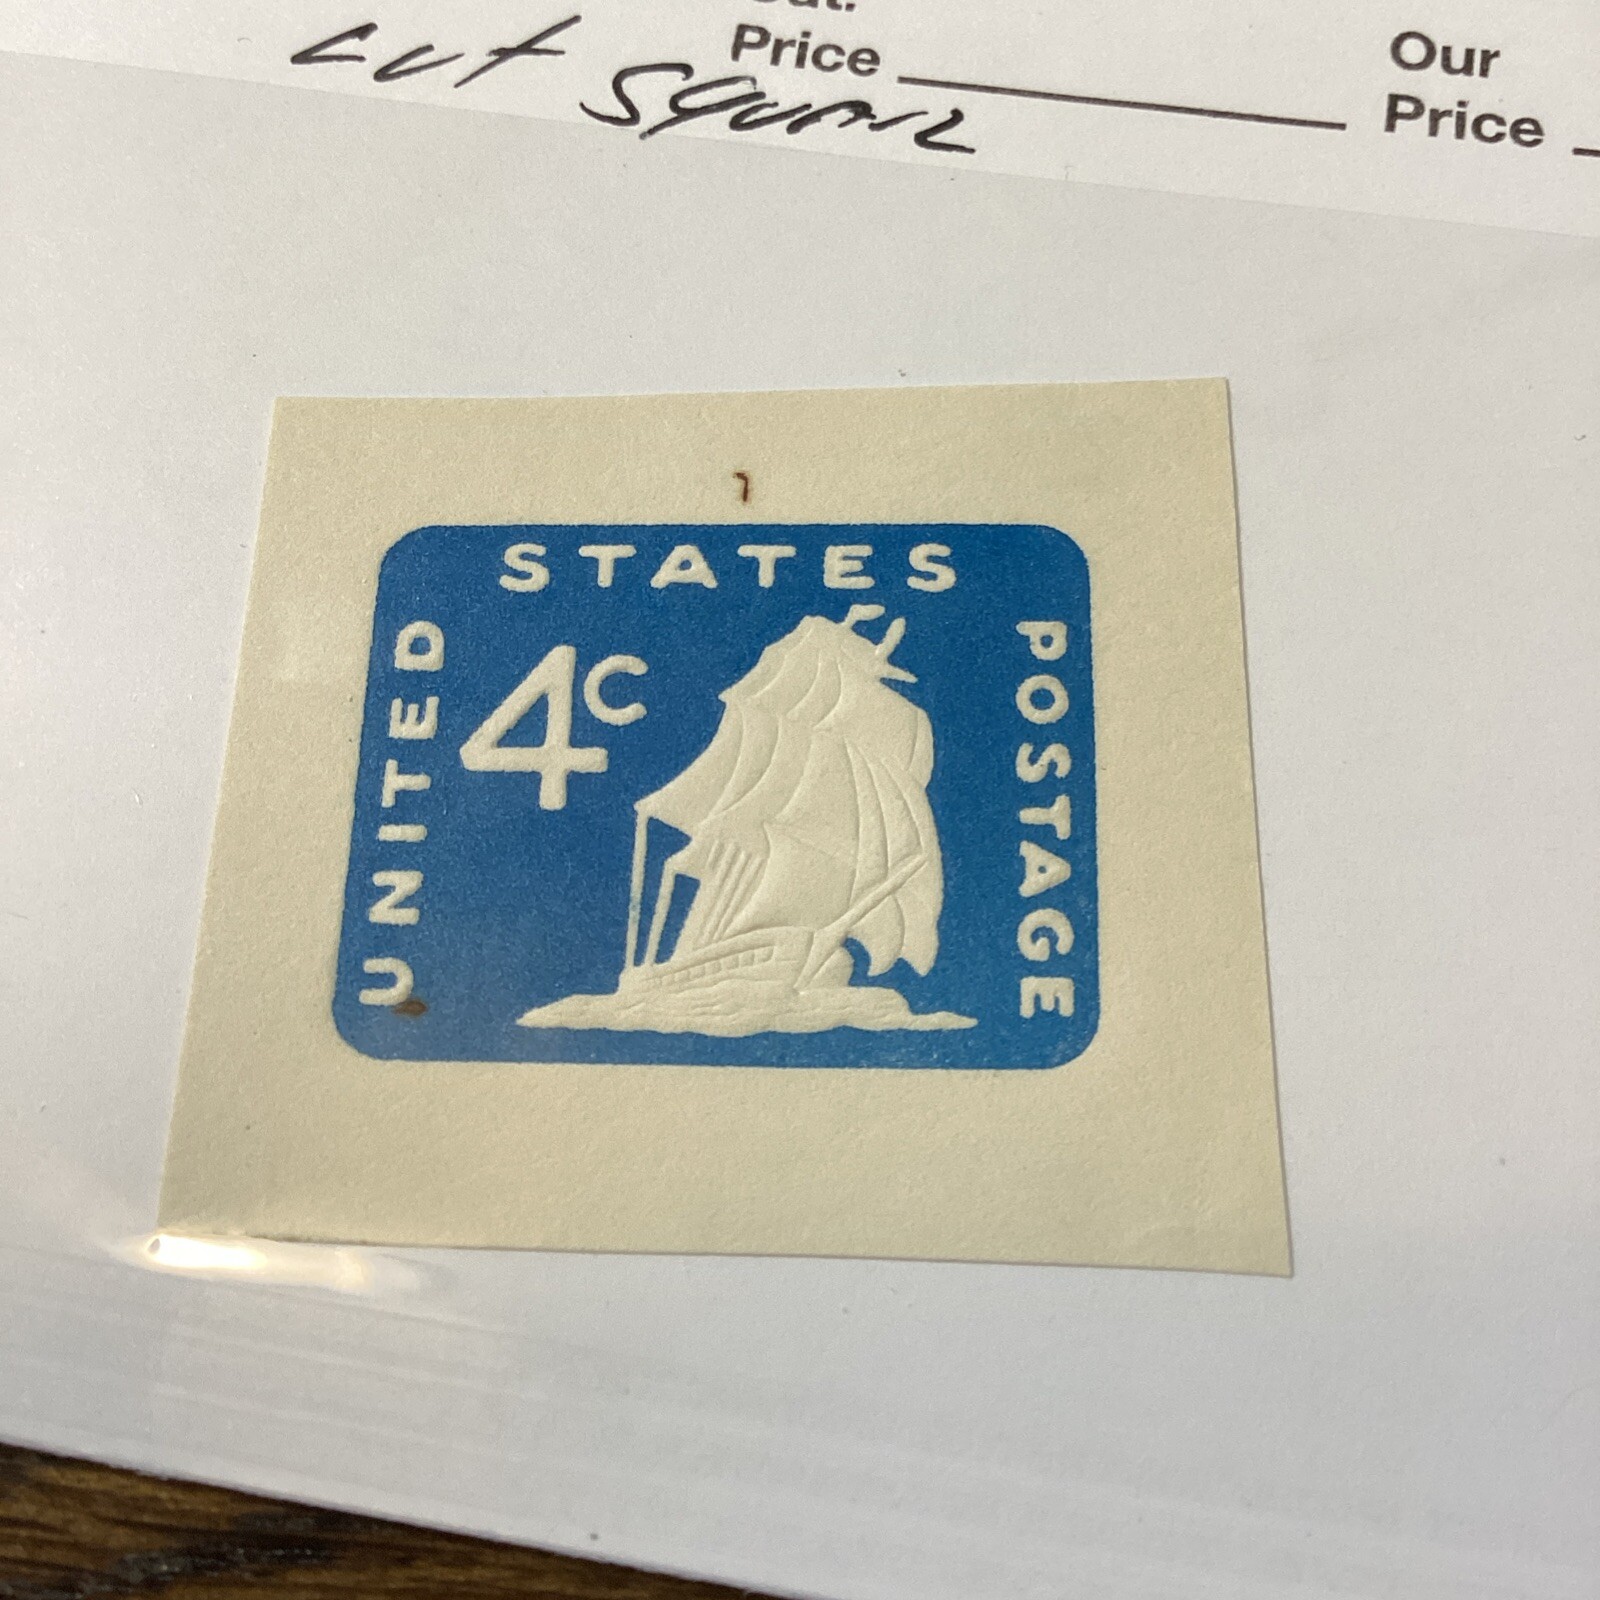 Price
Our
Price
cut square
STATES
UNITED
4c
POSTAGE